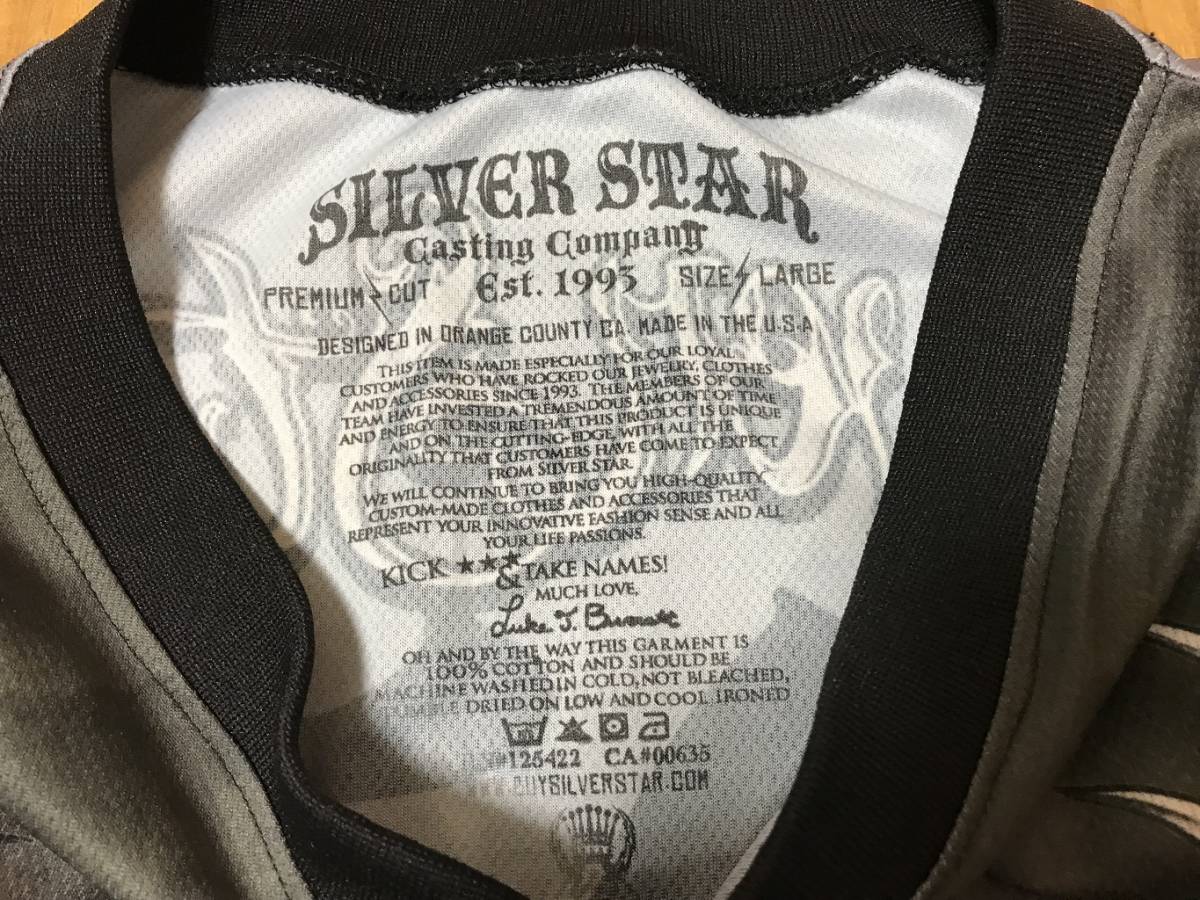 SILVER STAR
Casting Company
PREMIUM CUT Est. 1993 SIZE LARGE
DESIGNED IN ORANGE COUNTY CA. MADE IN THE U.S.A
THIS ITEM IS MADE ESPECIALLY FOR OUR LOYAL
CUSTOMERS WHO HAVE ROCKED OUR JEWELRY, CLOTHES
AND ACCESSORIES SINCE 1993. THE MEMBERS OF OUR
TEAM HAVE INVESTED A TREMENDOUS AMOUNT OF TIME
AND ENERGY TO ENSURE THAT THIS PRODUCT IS UNIQUE
AND ON THE CUTTING-EDGE, WITH ALL THE
ORIGINALITY THAT CUSTOMERS HAVE COME TO EXPECT
FROM SILVER STAR.
WE WILL CONTINUE TO BRING YOU HIGH-QUALITY,
CUSTOM-MADE CLOTHES AND ACCESSORIES THAT
REPRESENT YOUR INNOVATIVE FASHION SENSE AND ALL
YOUR LIFE PASSIONS.
KICK ★★★ & TAKE NAMES!
MUCH LOVE,
Luke J. Burrett
OH AND BY THE WAY THIS GARMENT IS
100% COTTON AND SHOULD BE
MACHINE WASHED IN COLD, NOT BLEACHED,
TUMBLE DRIED ON LOW AND COOL IRONED
#125422 CA#00635
BUYSILVERSTAR.COM